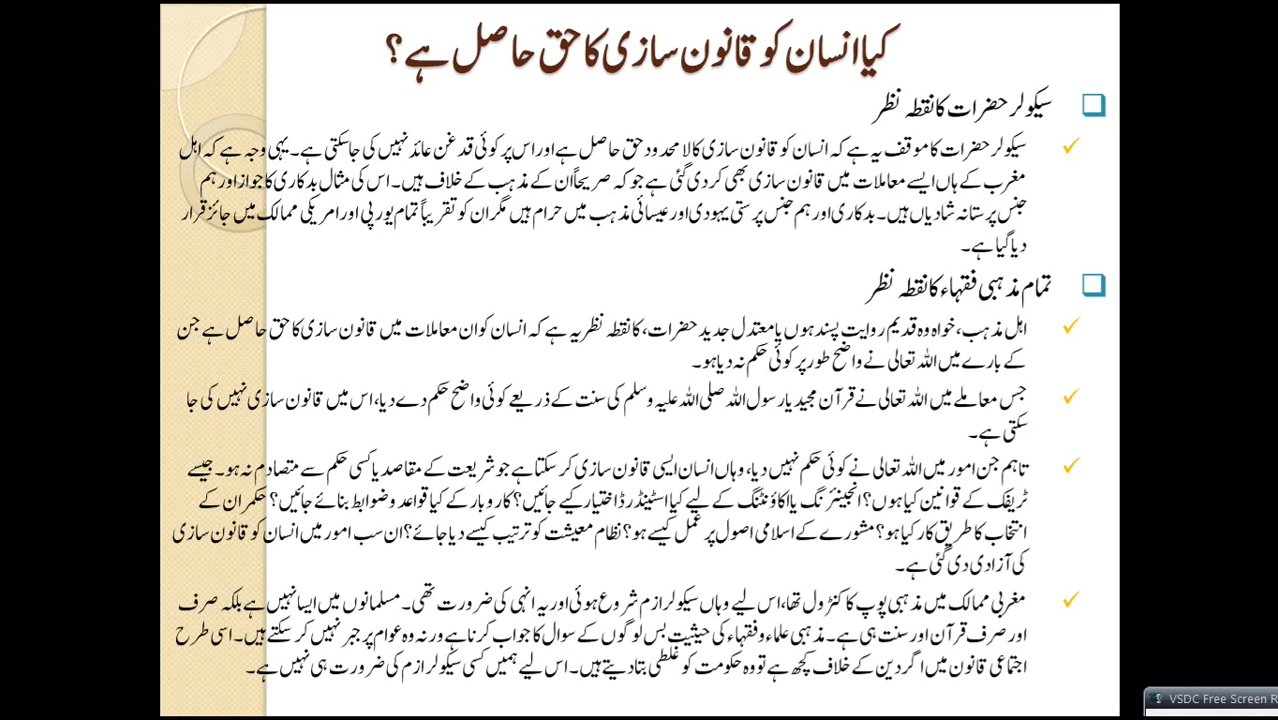 کیا انسان کو قانون سازی کا حق حاصل ہے؟
سیکولر حضرات کا نقطہ نظر
سیکولر حضرات کا موقف یہ ہے کہ انسان کو قانون سازی کا لامحدود حق حاصل ہے اور اس پر کوئی قدغن عائد نہیں کی جا سکتی ہے۔ یہی وجہ ہے کہ اہل
مغرب کے ہاں ایسے معاملات میں قانون سازی بھی کر دی گئی ہے جو کہ صریحاً ان کے مذہب کے خلاف ہیں۔ اس کی مثال بدکاری کا جواز اور ہم
جنس پرستانہ شادیاں ہیں۔ بدکاری اور ہم جنس پرستی یہودی اور عیسائی مذہب میں حرام ہیں مگر ان کو تقریباً تمام یورپی اور امریکی ممالک میں جائز قرار
دیا گیا ہے۔
تمام مذہبی فقہاء کا نقطہ نظر
اہل مذہب، خواہ وہ قدیم روایت پسند ہوں یا معتدل جدید حضرات، کا نقطہ نظر یہ ہے کہ انسان کو ان معاملات میں قانون سازی کا حق حاصل ہے جن
کے بارے میں اللہ تعالی نے واضح طور پر کوئی حکم نہ دیا ہو۔
جس معاملے میں اللہ تعالی نے قرآن مجید یا رسول اللہ صلی اللہ علیہ وسلم کی سنت کے ذریعے کوئی واضح حکم دے دیا، اس میں قانون سازی نہیں کی جا
سکتی ہے۔
تاہم جن امور میں اللہ تعالی نے کوئی حکم نہیں دیا، وہاں انسان ایسی قانون سازی کر سکتا ہے جو شریعت کے مقاصد یا کسی حکم سے متصادم نہ ہو۔ جیسے
ٹریفک کے قوانین کیا ہوں؟ انجینئرنگ یا اکاؤنٹنگ کے لیے کیا اسٹینڈرڈ اختیار کیے جائیں؟ کاروبار کے کیا قواعد و ضوابط بنائے جائیں؟ حکمران کے
انتخاب کا طریق کار کیا ہو؟ مشورے کے اسلامی اصول پر عمل کیسے ہو؟ نظام معیشت کو ترتیب کیسے دیا جائے؟ ان سب امور میں انسان کو قانون سازی
کی آزادی دی گئی ہے۔
مغربی ممالک میں مذہبی پوپ کا کنٹرول تھا، اس لیے وہاں سیکولرازم شروع ہوئی اور یہ انہی کی ضرورت تھی۔ مسلمانوں میں ایسا نہیں ہے بلکہ صرف
اور صرف قرآن اور سنت ہی ہے۔ مذہبی علماء و فقہاء کی حیثیت بس لوگوں کے سوال کا جواب کرنا ہے ورنہ وہ عوام پر جبر نہیں کر سکتے ہیں۔ اسی طرح
اجتماعی قانون میں اگر دین کے خلاف کچھ ہے تو وہ حکومت کو غلطی بتا دیتے ہیں۔ اس لیے ہمیں کسی سیکولرازم کی ضرورت ہی نہیں ہے۔
VSDC Free Screen R